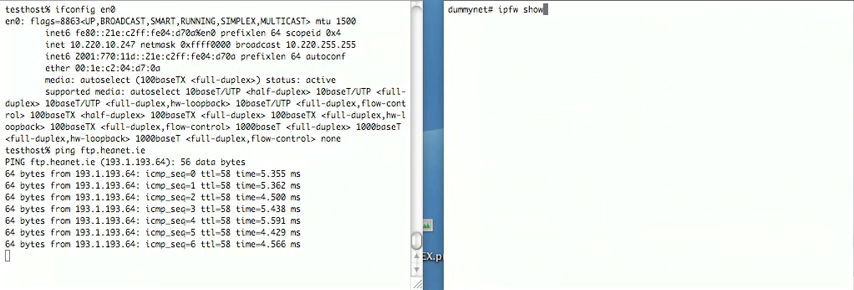 testhost% ifconfig en0
en0: flags=8863<UP,BROADCAST,SMART,RUNNING,SIMPLEX,MULTICAST> mtu 1500
inet6 fe80::21e:c2ff:fe04:d70a%en0 prefixlen 64 scopeid 0x4
inet 10.220.10.247 netmask 0xffff0000 broadcast 10.220.255.255
inet6 2001:770:11d::21e:c2ff:fe04:d70a prefixlen 64 autoconf
ether 00:1e:c2:04:d7:0a
media: autoselect (100baseTX <full-duplex>) status: active
supported media: autoselect 10baseT/UTP <half-duplex> 10baseT/UTP <full-
duplex> 10baseT/UTP <full-duplex,hw-loopback> 10baseT/UTP <full-duplex,flow-cont
rol> 100baseTX <half-duplex> 100baseTX <full-duplex> 100baseTX <full-duplex,hw-l
oopback> 100baseTX <full-duplex,flow-control> 1000baseT <full-duplex> 1000baseT
<full-duplex,hw-loopback> 1000baseT <full-duplex,flow-control> none
testhost% ping ftp.heanet.ie
PING ftp.heanet.ie (193.1.193.64): 56 data bytes
64 bytes from 193.1.193.64: icmp_seq=0 ttl=58 time=5.355 ms
64 bytes from 193.1.193.64: icmp_seq=1 ttl=58 time=5.362 ms
64 bytes from 193.1.193.64: icmp_seq=2 ttl=58 time=4.500 ms
64 bytes from 193.1.193.64: icmp_seq=3 ttl=58 time=5.438 ms
64 bytes from 193.1.193.64: icmp_seq=4 ttl=58 time=5.591 ms
64 bytes from 193.1.193.64: icmp_seq=5 ttl=58 time=4.429 ms
64 bytes from 193.1.193.64: icmp_seq=6 ttl=58 time=4.566 ms
EX.p
dummynet# ipfw show